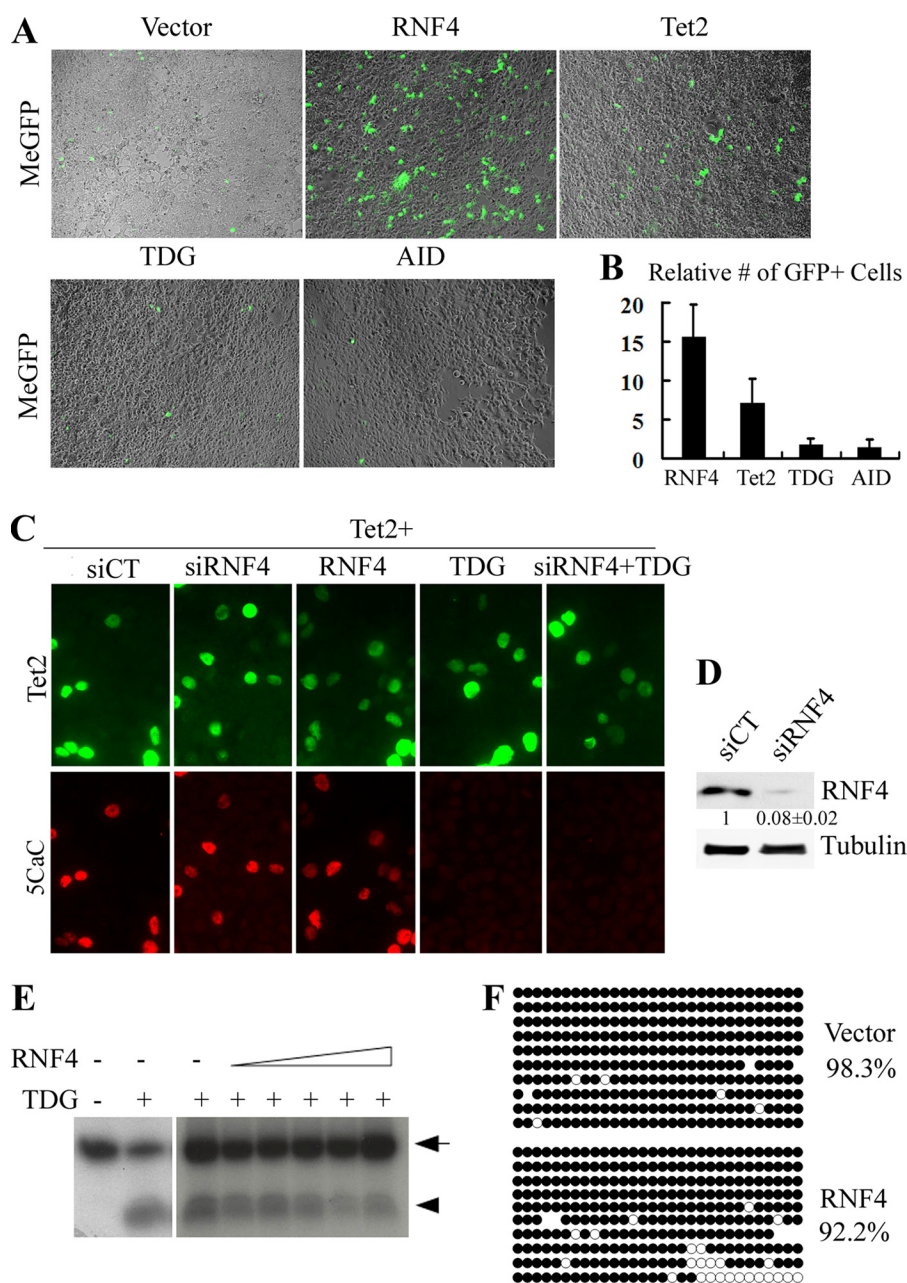 A
Vector RNF4 Tet2
MeGFP
TDG AID
MeGFP
B
Relative # of GFP+ Cells
20
15
10
5
0
RNF4 Tet2 TDG AID
C
Tet2+
siCT siRNF4 RNF4 TDG siRNF4+TDG
Tet2
5CaC
D
siCT siRNF4
RNF4
1 0.08±0.02
Tubulin
E
RNF4 - - -
TDG - + + + + + + +
F
Vector
98.3%
RNF4
92.2%